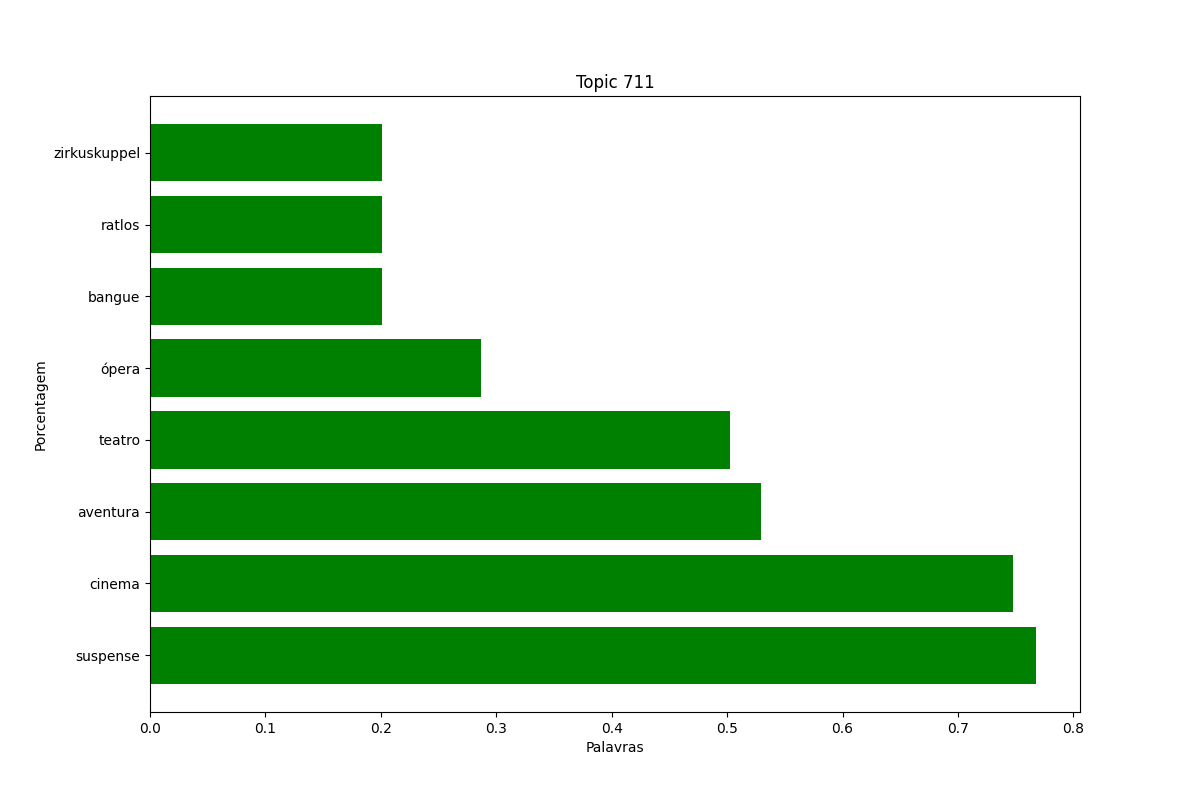 Topic 711
zirkuskuppel
ratlos
bangue
ópera
teatro
aventura
cinema
suspense
Porcentagem
0.0 0.1 0.2 0.3 0.4 0.5 0.6 0.7 0.8
Palavras